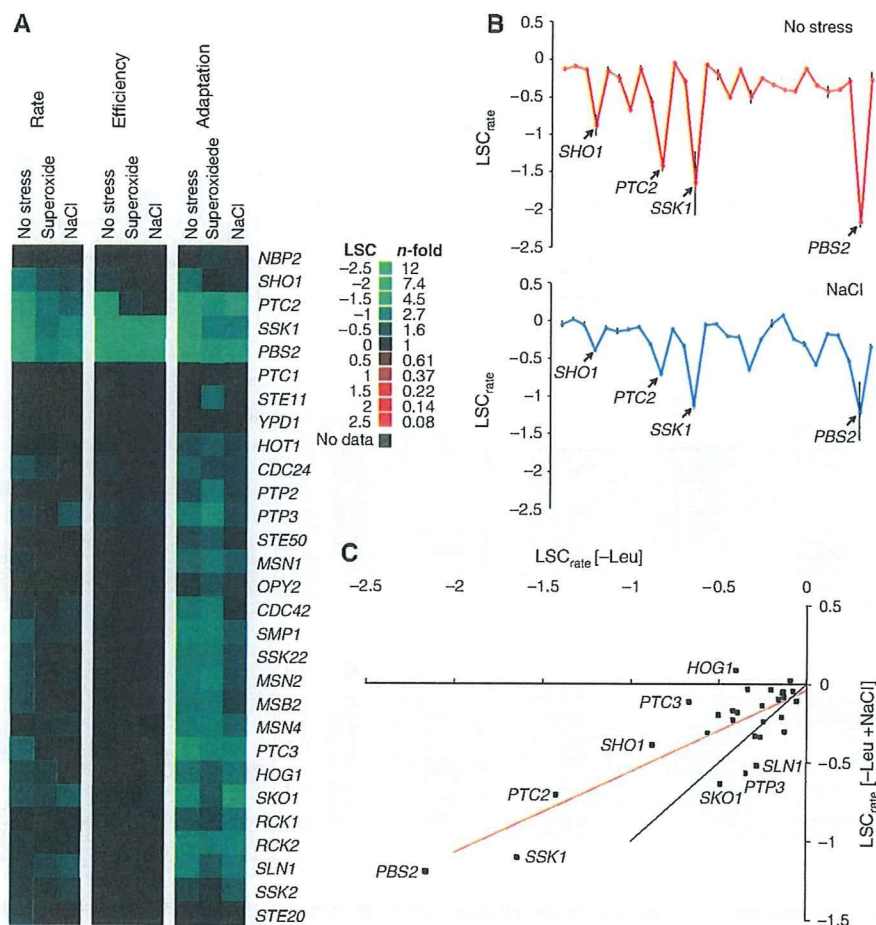 A
Rate
Efficiency
Adaptation
No stress
Superoxide
NaCl
No stress
Superoxide
NaCl
No stress
Superoxidede
NaCl
LSC n-fold
−2.5 12
−2 7.4
−1.5 4.5
−1 2.7
−0.5 1.6
0 1
0.5 0.61
1 0.37
1.5 0.22
2 0.14
2.5 0.08
No data
NBP2
SHO1
PTC2
SSK1
PBS2
PTC1
STE11
YPD1
HOT1
CDC24
PTP2
PTP3
STE50
MSN1
OPY2
CDC42
SMP1
SSK22
MSN2
MSB2
MSN4
PTC3
HOG1
SKO1
RCK1
RCK2
SLN1
SSK2
STE20
B
No stress
LSCrate
0.5
0
−0.5
−1
−1.5
−2
−2.5
SHO1
PTC2
SSK1
PBS2
NaCl
LSCrate
0.5
0
−0.5
−1
−1.5
−2
−2.5
SHO1
PTC2
SSK1
PBS2
C
LSCrate [−Leu]
−2.5 −2 −1.5 −1 −0.5 0
0.5
0
−0.5
−1
−1.5
LSCrate [−Leu +NaCl]
HOG1
PTC3
SHO1
SLN1
PTP3
SKO1
PTC2
SSK1
PBS2